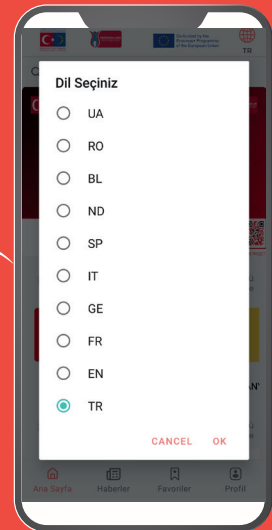 Co-funded by the
Erasmus+ Programme
of the European Union
TR
Dil Seçiniz
UA
RO
BL
ND
SP
IT
GE
FR
EN
TR
CANCEL OK
Ana Sayfa Haberler Favoriler Profil